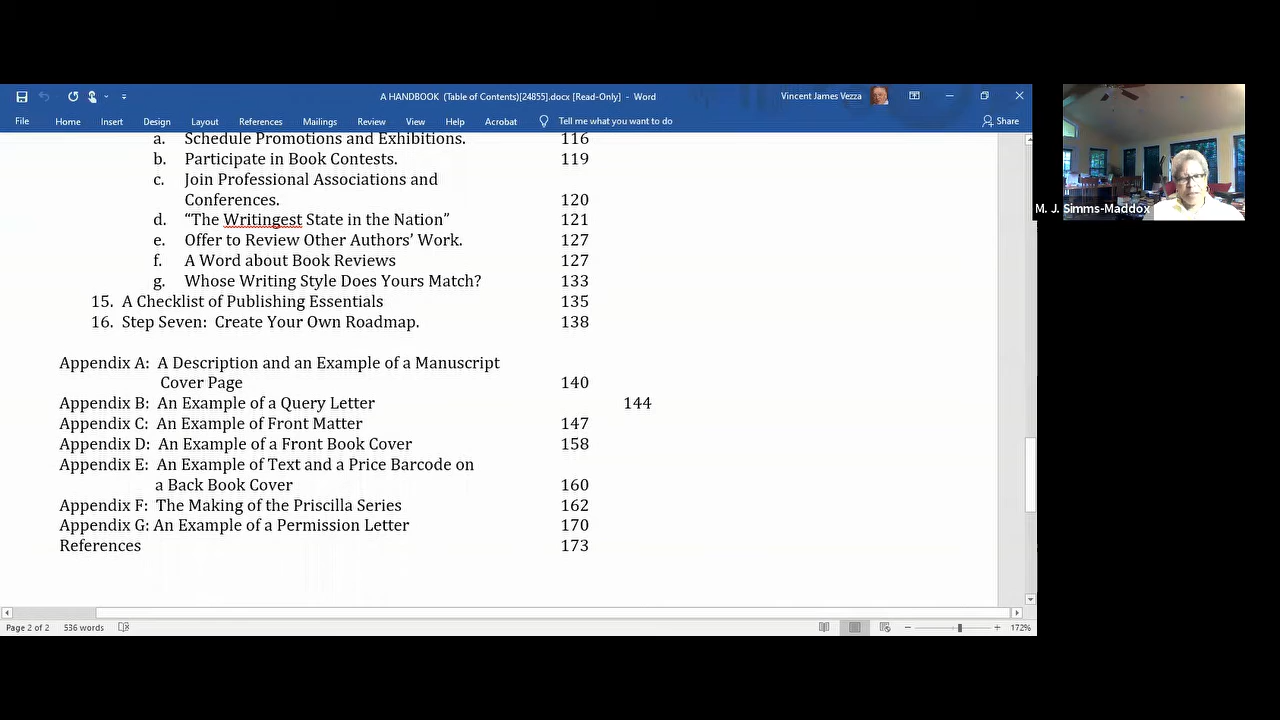 A HANDBOOK (Table of Contents)[24855].docx [Read-Only] - Word
Vincent James Vezza
File Home Insert Design Layout References Mailings Review View Help Acrobat Tell me what you want to do Share
a. Schedule Promotions and Exhibitions. 116
b. Participate in Book Contests. 119
c. Join Professional Associations and
Conferences. 120
d. “The Writingest State in the Nation” 121
e. Offer to Review Other Authors’ Work. 127
f. A Word about Book Reviews 127
g. Whose Writing Style Does Yours Match? 133
15. A Checklist of Publishing Essentials 135
16. Step Seven: Create Your Own Roadmap. 138
Appendix A: A Description and an Example of a Manuscript
Cover Page 140
Appendix B: An Example of a Query Letter 144
Appendix C: An Example of Front Matter 147
Appendix D: An Example of a Front Book Cover 158
Appendix E: An Example of Text and a Price Barcode on
a Back Book Cover 160
Appendix F: The Making of the Priscilla Series 162
Appendix G: An Example of a Permission Letter 170
References 173
Page 2 of 2 536 words 172%
M. J. Simms-Maddox